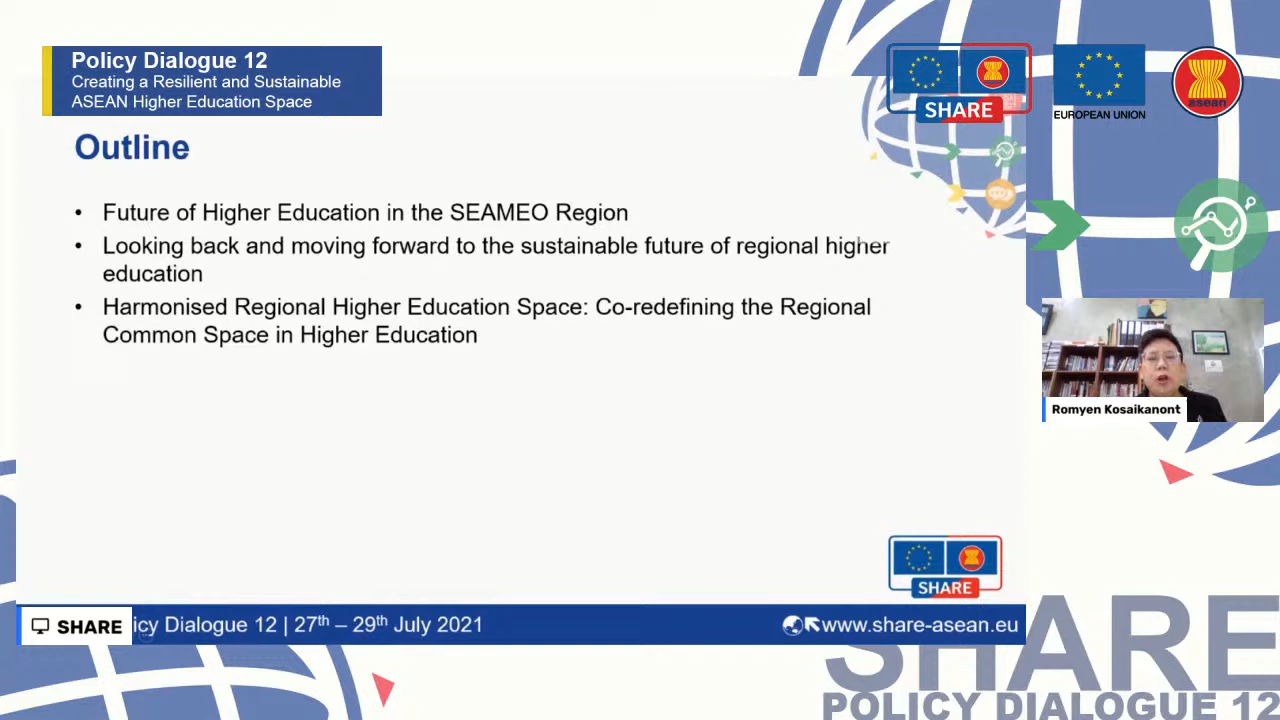 Policy Dialogue 12
Creating a Resilient and Sustainable
ASEAN Higher Education Space
SHARE
EUROPEAN UNION
asean
Outline
• Future of Higher Education in the SEAMEO Region
• Looking back and moving forward to the sustainable future of regional higher
education
• Harmonised Regional Higher Education Space: Co-redefining the Regional
Common Space in Higher Education
Romyen Kosaikanont
SHARE
SHARE
icy Dialogue 12 | 27th – 29th July 2021
www.share-asean.eu
SHARE
POLICY DIALOGUE 12